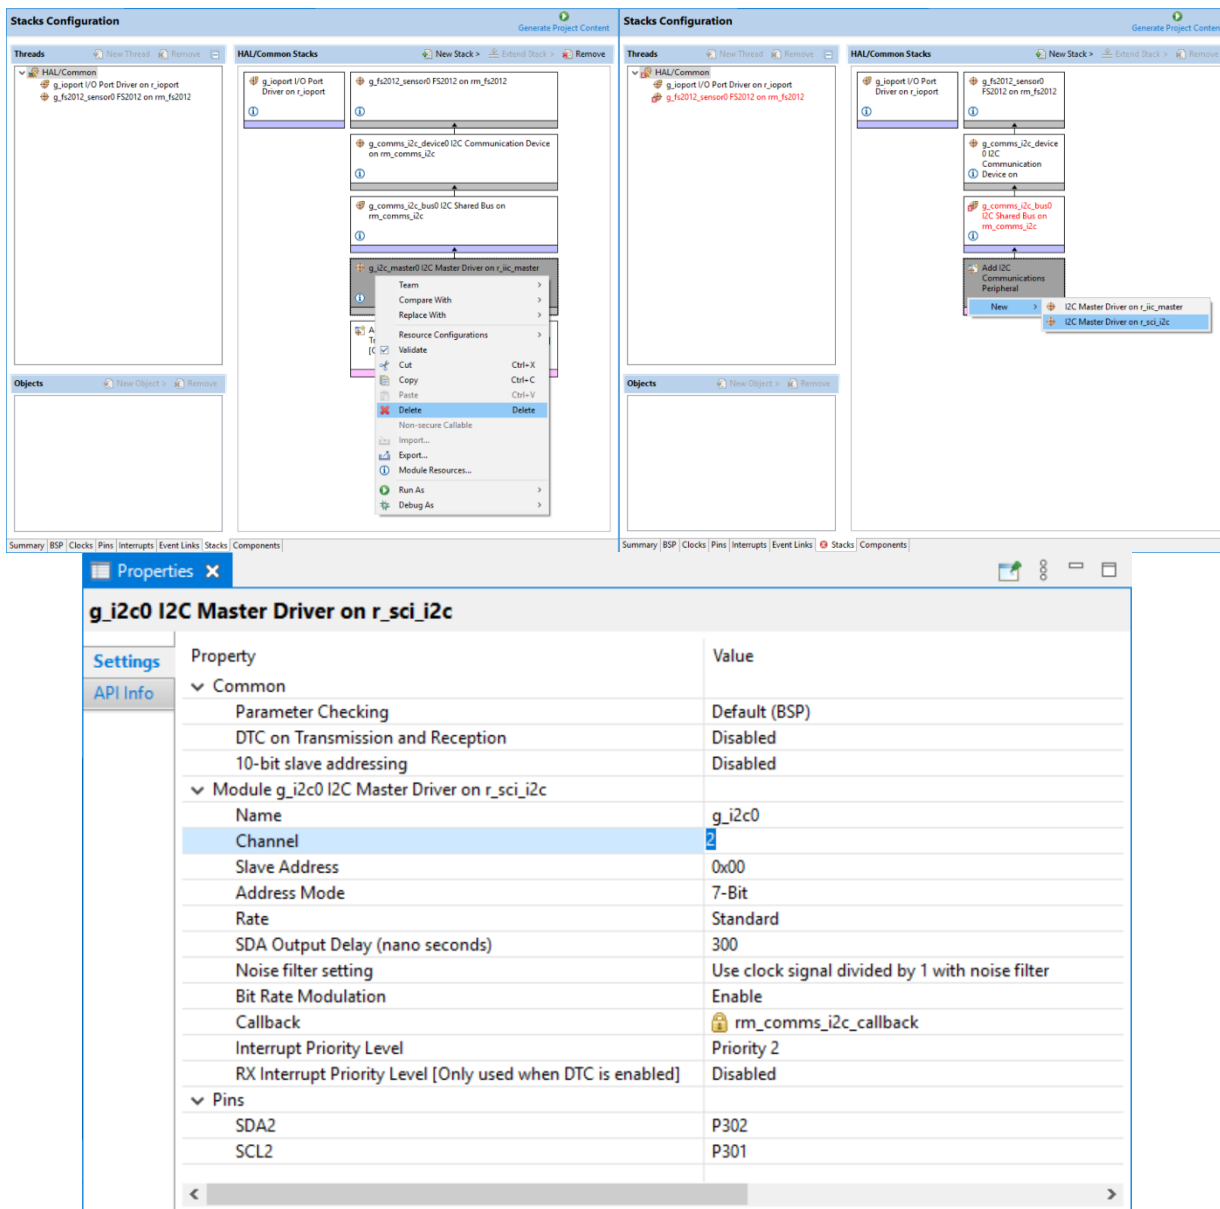 Stacks Configuration
Generate Project Content
Threads
New Thread
Remove
HAL/Common
g_ioport I/O Port Driver on r_ioport
g_fs2012_sensor0 FS2012 on rm_fs2012
HAL/Common Stacks
New Stack >
Extend Stack >
Remove
g_ioport I/O Port
Driver on r_ioport
g_fs2012_sensor0 FS2012 on rm_fs2012
g_comms_i2c_device0 I2C Communication Device
on rm_comms_i2c
g_comms_i2c_bus0 I2C Shared Bus on
rm_comms_i2c
g_i2c_master0 I2C Master Driver on r_iic_master
Team
Compare With
Replace With
Resource Configurations
Validate
Cut Ctrl+X
Copy Ctrl+C
Paste Ctrl+V
Delete Delete
Non-secure Callable
Import...
Export...
Module Resources...
Run As
Debug As
Objects
New Object >
Remove
Summary BSP Clocks Pins Interrupts Event Links Stacks Components
Stacks Configuration
Generate Project Content
Threads
New Thread
Remove
HAL/Common
g_ioport I/O Port Driver on r_ioport
g_fs2012_sensor0 FS2012 on rm_fs2012
HAL/Common Stacks
New Stack >
Extend Stack >
Remove
g_ioport I/O Port
Driver on r_ioport
g_fs2012_sensor0
FS2012 on rm_fs2012
g_comms_i2c_device
0 I2C
Communication
Device on
g_comms_i2c_bus0
I2C Shared Bus on
rm_comms_i2c
Add I2C
Communications
Peripheral
New
I2C Master Driver on r_iic_master
I2C Master Driver on r_sci_i2c
Objects
New Object >
Remove
Summary BSP Clocks Pins Interrupts Event Links Stacks Components
Properties
g_i2c0 I2C Master Driver on r_sci_i2c
Settings
API Info
Property Value
Common
Parameter Checking Default (BSP)
DTC on Transmission and Reception Disabled
10-bit slave addressing Disabled
Module g_i2c0 I2C Master Driver on r_sci_i2c
Name g_i2c0
Channel 2
Slave Address 0x00
Address Mode 7-Bit
Rate Standard
SDA Output Delay (nano seconds) 300
Noise filter setting Use clock signal divided by 1 with noise filter
Bit Rate Modulation Enable
Callback rm_comms_i2c_callback
Interrupt Priority Level Priority 2
RX Interrupt Priority Level [Only used when DTC is enabled] Disabled
Pins
SDA2 P302
SCL2 P301